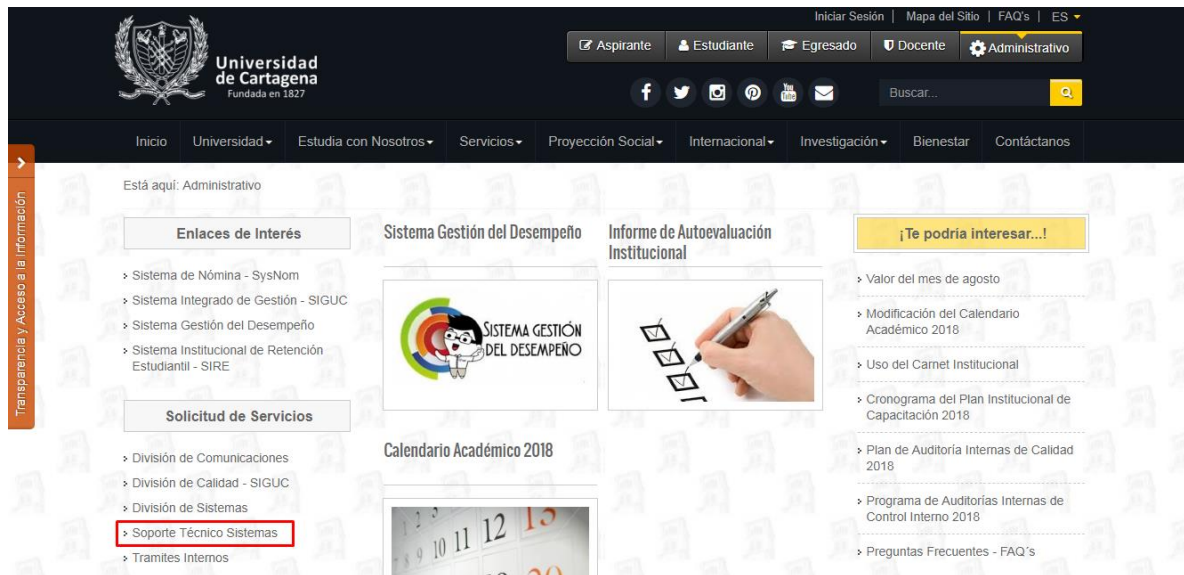 Iniciar Sesión | Mapa del Sitio | FAQ's | ES
Aspirante Estudiante Egresado Docente Administrativo
Universidad
de Cartagena
Fundada en 1827
Buscar...
Inicio Universidad Estudia con Nosotros Servicios Proyección Social Internacional Investigación Bienestar Contáctanos
Transparencia y Acceso a la Información
Está aquí: Administrativo
Enlaces de Interés
Sistema de Nómina - SysNom
Sistema Integrado de Gestión - SIGUC
Sistema Gestión del Desempeño
Sistema Institucional de Retención
Estudiantil - SIRE
Solicitud de Servicios
División de Comunicaciones
División de Calidad - SIGUC
División de Sistemas
Soporte Técnico Sistemas
Tramites Internos
Sistema Gestión del Desempeño
SISTEMA GESTIÓN
DEL DESEMPEÑO
Informe de Autoevaluación
Institucional
Calendario Académico 2018
12 13
7 8 9 10 11 12
20
¡Te podría interesar...!
Valor del mes de agosto
Modificación del Calendario
Académico 2018
Uso del Carnet Institucional
Cronograma del Plan Institucional de
Capacitación 2018
Plan de Auditoría Internas de Calidad
2018
Programa de Auditorías Internas de
Control Interno 2018
Preguntas Frecuentes - FAQ´s